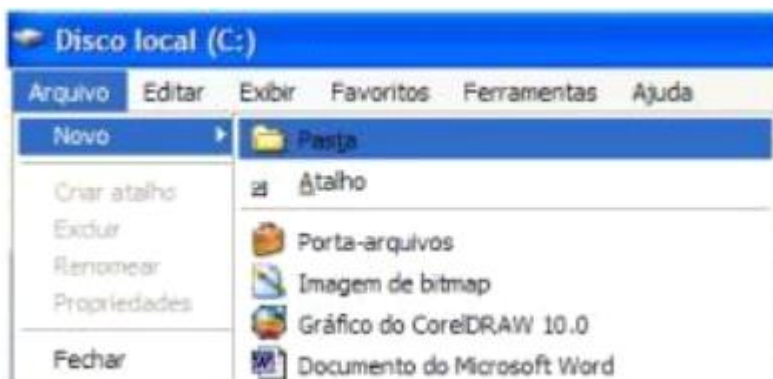 Disco local (C:)
Arquivo Editar Exibir Favoritos Ferramentas Ajuda
Novo Pasta
Criar atalho Atalho
Excluir Porta-arquivos
Renomear Imagem de bitmap
Propriedades Gráfico do CorelDRAW 10.0
Fechar Documento do Microsoft Word